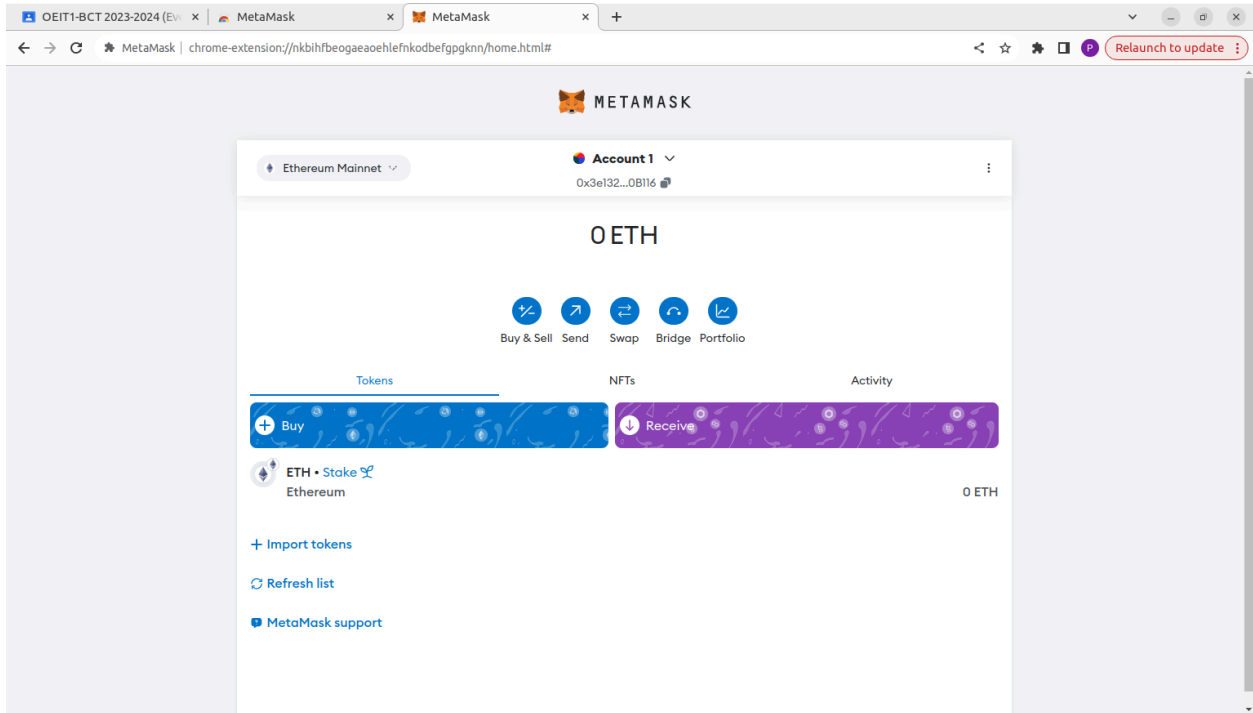 OEIT1-BCT 2023-2024 (Ev
MetaMask
MetaMask
MetaMask
chrome-extension://nkbihfbeogaeaoehlefnkodbefgpgknn/home.html#
P
Relaunch to update
METAMASK
Ethereum Mainnet
Account 1
0x3e132...0B116
0 ETH
Buy & Sell
Send
Swap
Bridge
Portfolio
Tokens
NFTs
Activity
Buy
Receive
ETH • Stake
Ethereum
0 ETH
+ Import tokens
Refresh list
MetaMask support